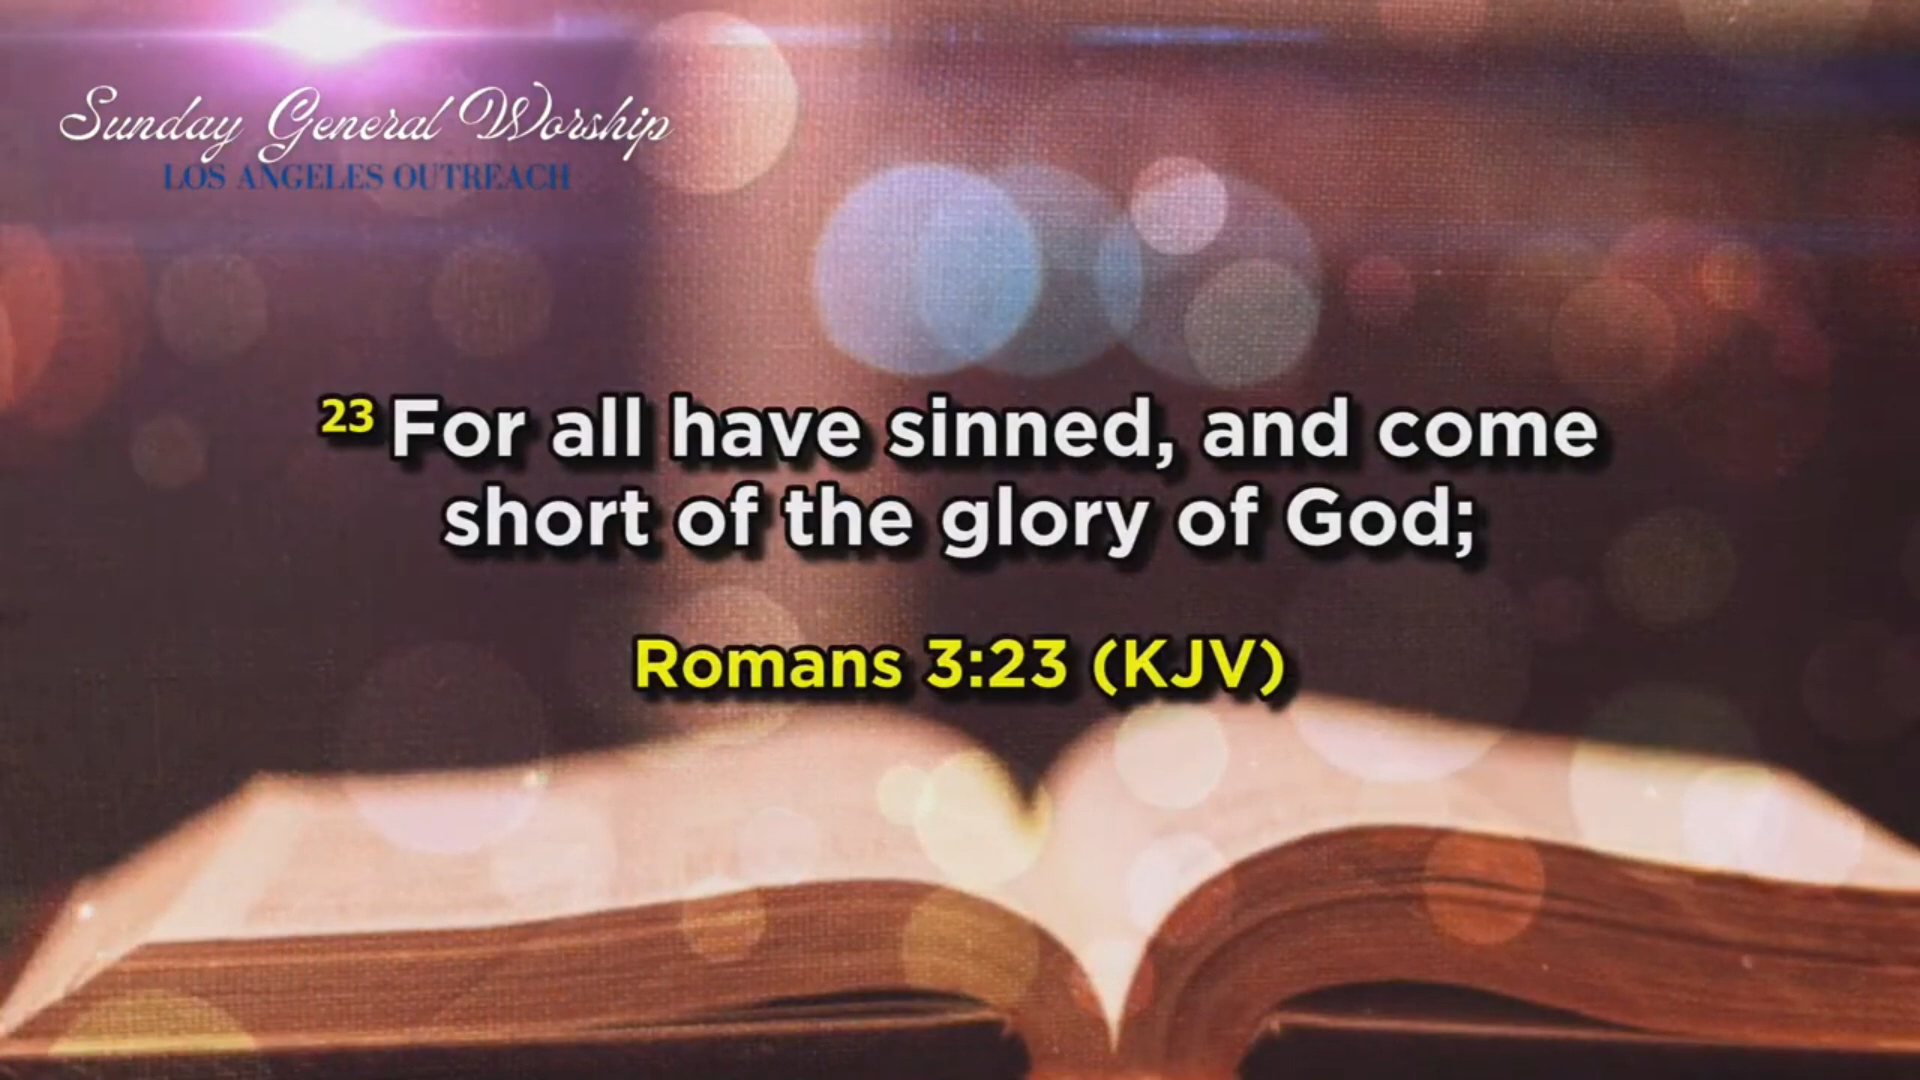 Sunday General Worship
LOS ANGELES OUTREACH
23 For all have sinned, and come
short of the glory of God;
Romans 3:23 (KJV)